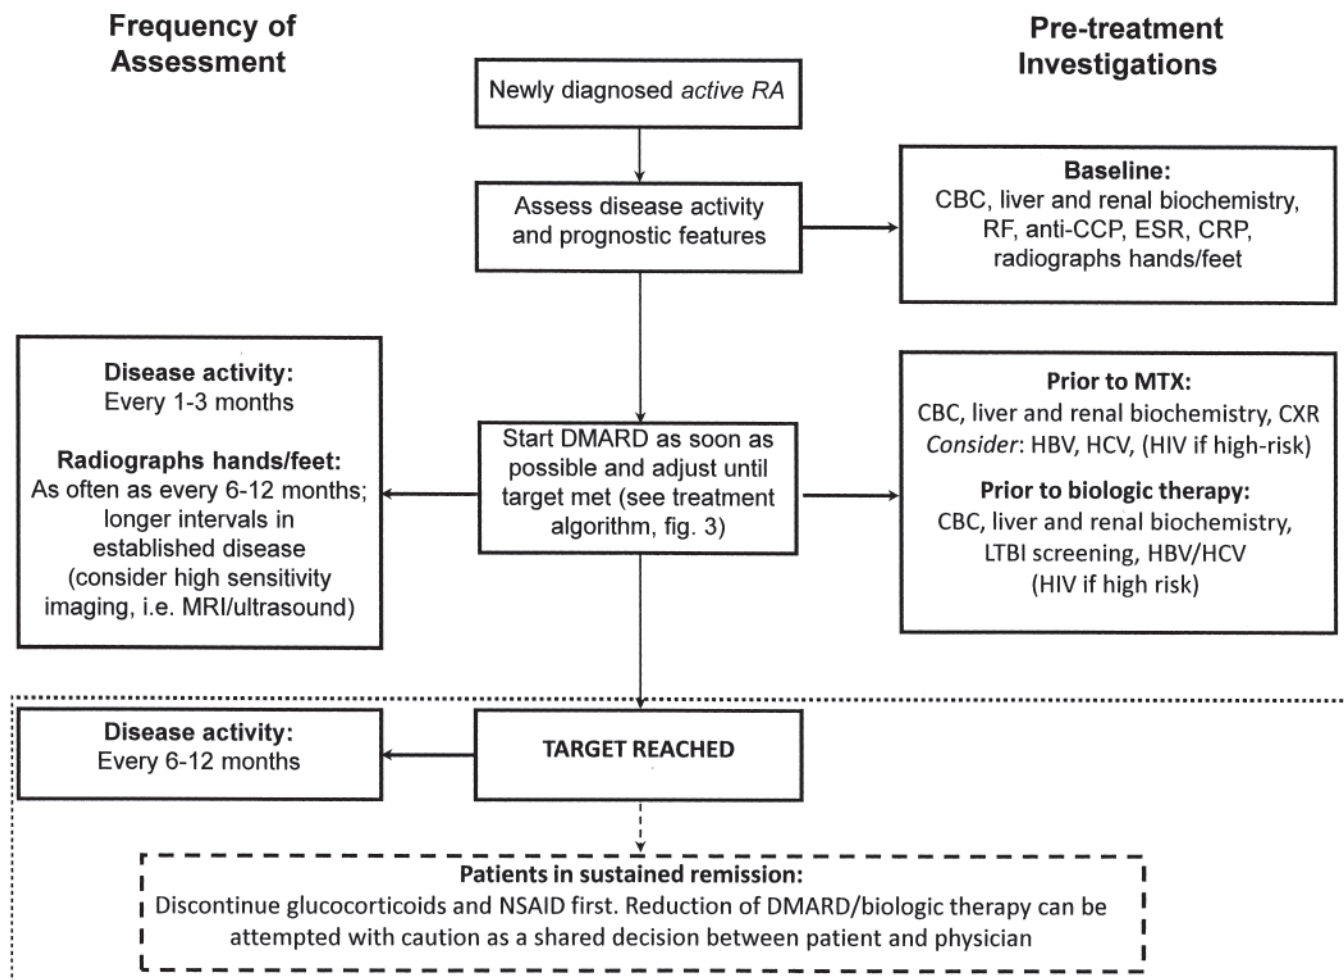 Frequency of
Assessment
Pre-treatment
Investigations
Newly diagnosed active RA
Assess disease activity
and prognostic features
Baseline:
CBC, liver and renal biochemistry,
RF, anti-CCP, ESR, CRP,
radiographs hands/feet
Disease activity:
Every 1-3 months
Radiographs hands/feet:
As often as every 6-12 months;
longer intervals in
established disease
(consider high sensitivity
imaging, i.e. MRI/ultrasound)
Start DMARD as soon as
possible and adjust until
target met (see treatment
algorithm, fig. 3)
Prior to MTX:
CBC, liver and renal biochemistry, CXR
Consider: HBV, HCV, (HIV if high-risk)
Prior to biologic therapy:
CBC, liver and renal biochemistry,
LTBI screening, HBV/HCV
(HIV if high risk)
Disease activity:
Every 6-12 months
TARGET REACHED
Patients in sustained remission:
Discontinue glucocorticoids and NSAID first. Reduction of DMARD/biologic therapy can be
attempted with caution as a shared decision between patient and physician